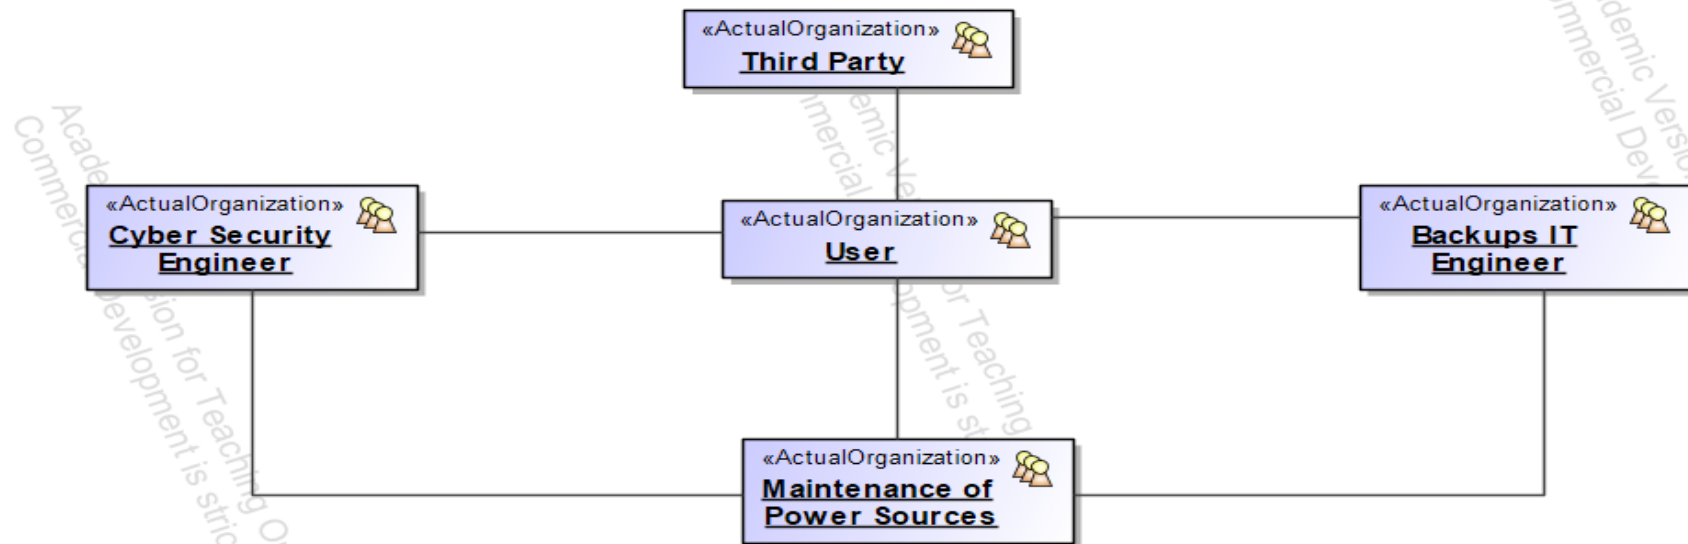 «ActualOrganization»
Third Party
«ActualOrganization»
Cyber Security
Engineer
«ActualOrganization»
User
«ActualOrganization»
Backups IT
Engineer
«ActualOrganization»
Maintenance of
Power Sources